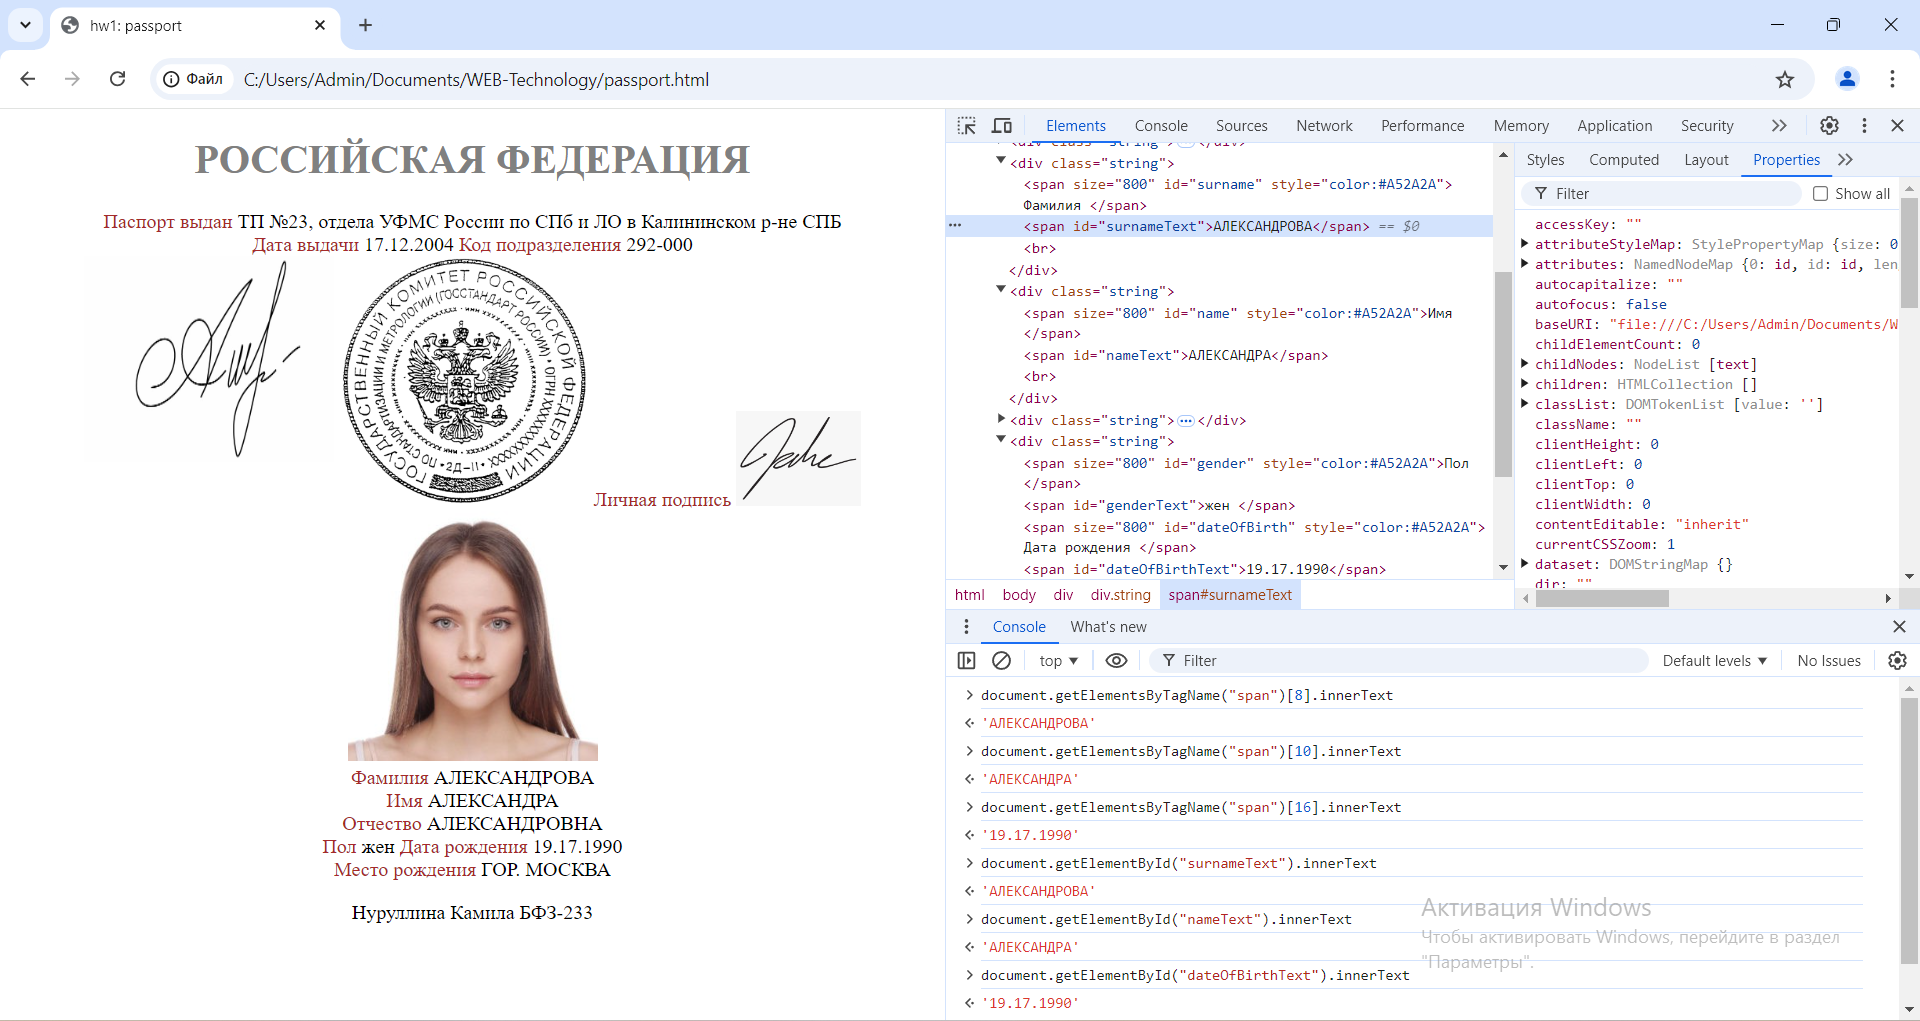 hw1: passport
Файл
C:/Users/Admin/Documents/WEB-Technology/passport.html
РОССИЙСКАЯ ФЕДЕРАЦИЯ
Паспорт выдан ТП №23, отдела УФМС России по СПб и ЛО в Калининском р-не СПБ
Дата выдачи 17.12.2004 Код подразделения 292-000
Личная подпись
Фамилия АЛЕКСАНДРОВА
Имя АЛЕКСАНДРА
Отчество АЛЕКСАНДРОВНА
Пол жен Дата рождения 19.17.1990
Место рождения ГОР. МОСКВА
Нуруллина Камила БФЗ-233
Elements Console Sources Network Performance Memory Application Security
<div class="string">
<span size="800" id="surname" style="color:#A52A2A">
Фамилия </span>
<span id="surnameText">АЛЕКСАНДРОВА</span> == $0
<br>
</div>
<div class="string">
<span size="800" id="name" style="color:#A52A2A">Имя
</span>
<span id="nameText">АЛЕКСАНДРА</span>
<br>
</div>
<div class="string"> </div>
<div class="string">
<span size="800" id="gender" style="color:#A52A2A">Пол
</span>
<span id="genderText">жен </span>
<span size="800" id="dateOfBirth" style="color:#A52A2A">
Дата рождения </span>
<span id="dateOfBirthText">19.17.1990</span>
html body div div.string span#surnameText
Styles Computed Layout Properties
Filter Show all
accessKey: ""
attributeStyleMap: StylePropertyMap {size: 0
attributes: NamedNodeMap {0: id, id: id, len
autocapitalize: ""
autofocus: false
baseURI: "file:///C:/Users/Admin/Documents/W
childElementCount: 0
childNodes: NodeList [text]
children: HTMLCollection []
classList: DOMTokenList [value: '']
className: ""
clientHeight: 0
clientLeft: 0
clientTop: 0
clientWidth: 0
contentEditable: "inherit"
currentCSSZoom: 1
dataset: DOMStringMap {}
dir: ""
Console What's new
top Filter Default levels No Issues
document.getElementsByTagName("span")[8].innerText
'АЛЕКСАНДРОВА'
document.getElementsByTagName("span")[10].innerText
'АЛЕКСАНДРА'
document.getElementsByTagName("span")[16].innerText
'19.17.1990'
document.getElementById("surnameText").innerText
'АЛЕКСАНДРОВА'
document.getElementById("nameText").innerText
'АЛЕКСАНДРА'
document.getElementById("dateOfBirthText").innerText
'19.17.1990'
Активация Windows
Чтобы активировать Windows, перейдите в раздел
"Параметры".